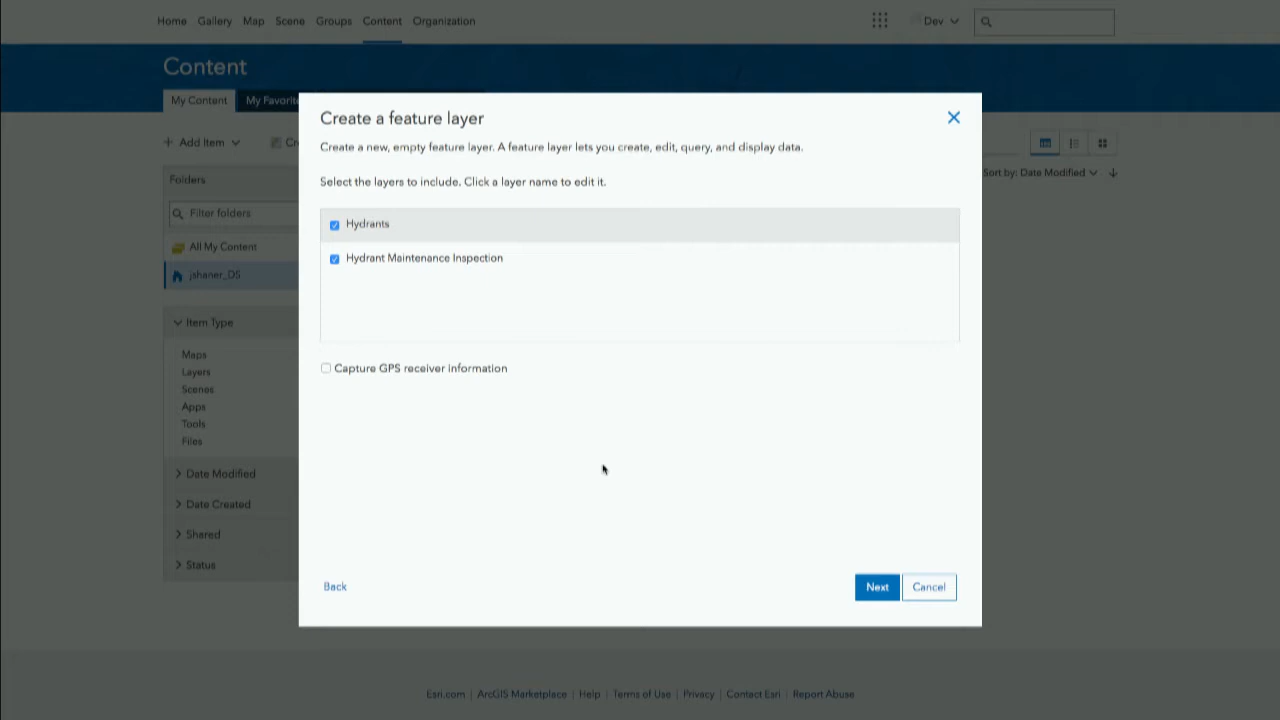 Home Gallery Map Scene Groups Content Organization Dev
Content
My Content My Favorite
Add Item Cr
Sort by: Date Modified
Folders
Filter folders
All My Content
jshaner_DS
Item Type
Maps
Layers
Scenes
Apps
Tools
Files
Date Modified
Date Created
Shared
Status
Create a feature layer
Create a new, empty feature layer. A feature layer lets you create, edit, query, and display data.
Select the layers to include. Click a layer name to edit it.
Hydrants
Hydrant Maintenance Inspection
Capture GPS receiver information
Back Next Cancel
Esri.com | ArcGIS Marketplace | Help | Terms of Use | Privacy | Contact Esri | Report Abuse